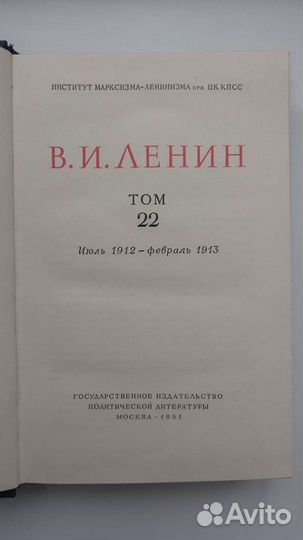 ИНСТИТУТ МАРКСИЗМА-ЛЕНИНИЗМА ПРИ ЦК КПСС
В. И. ЛЕНИН
ТОМ
22
Июль 1912 – февраль 1913
ГОСУДАРСТВЕННОЕ ИЗДАТЕЛЬСТВО
ПОЛИТИЧЕСКОЙ ЛИТЕРАТУРЫ
МОСКВА • 1961
Avito